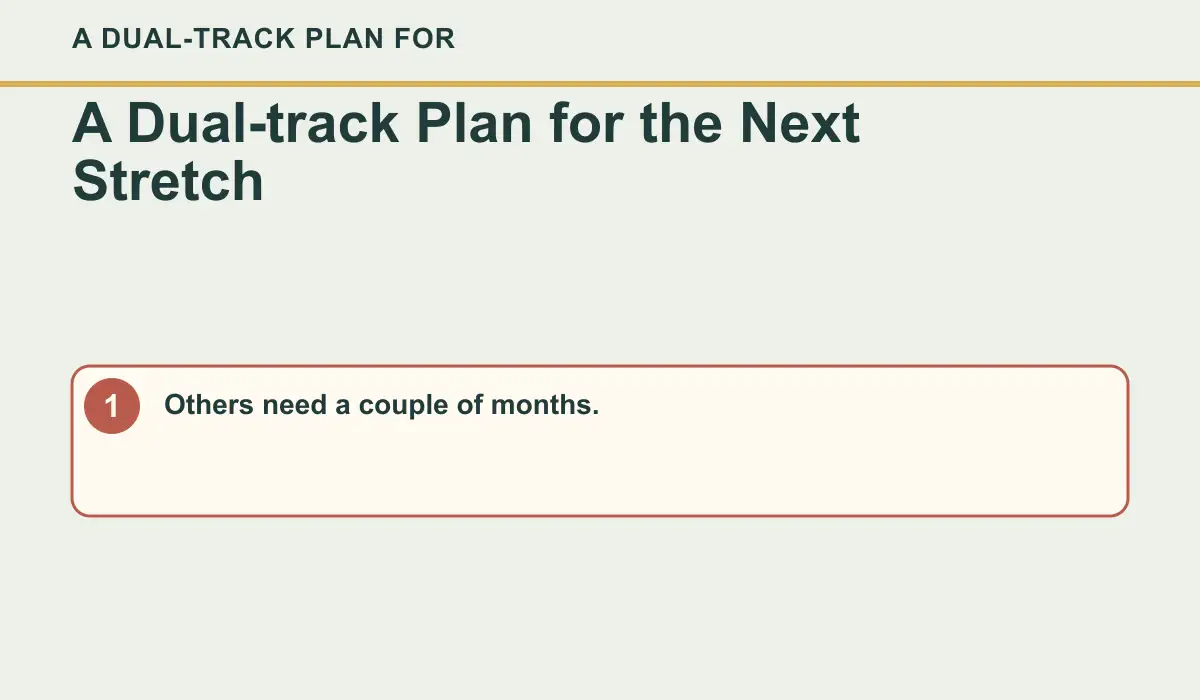 A DUAL-TRACK PLAN FOR
A Dual-track Plan for the Next
Stretch
1
Others need a couple of months.